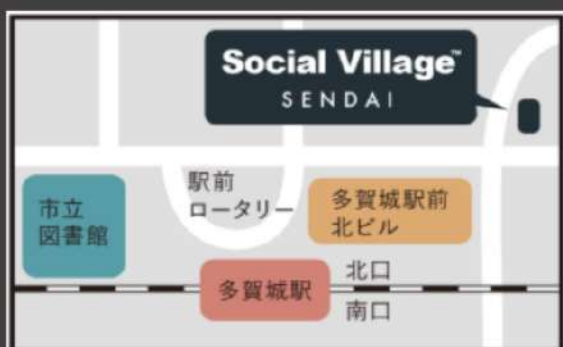 Social Village™
SENDAI
駅前
ロータリー
市立
図書館
多賀城駅前
北ビル
多賀城駅
北口
南口